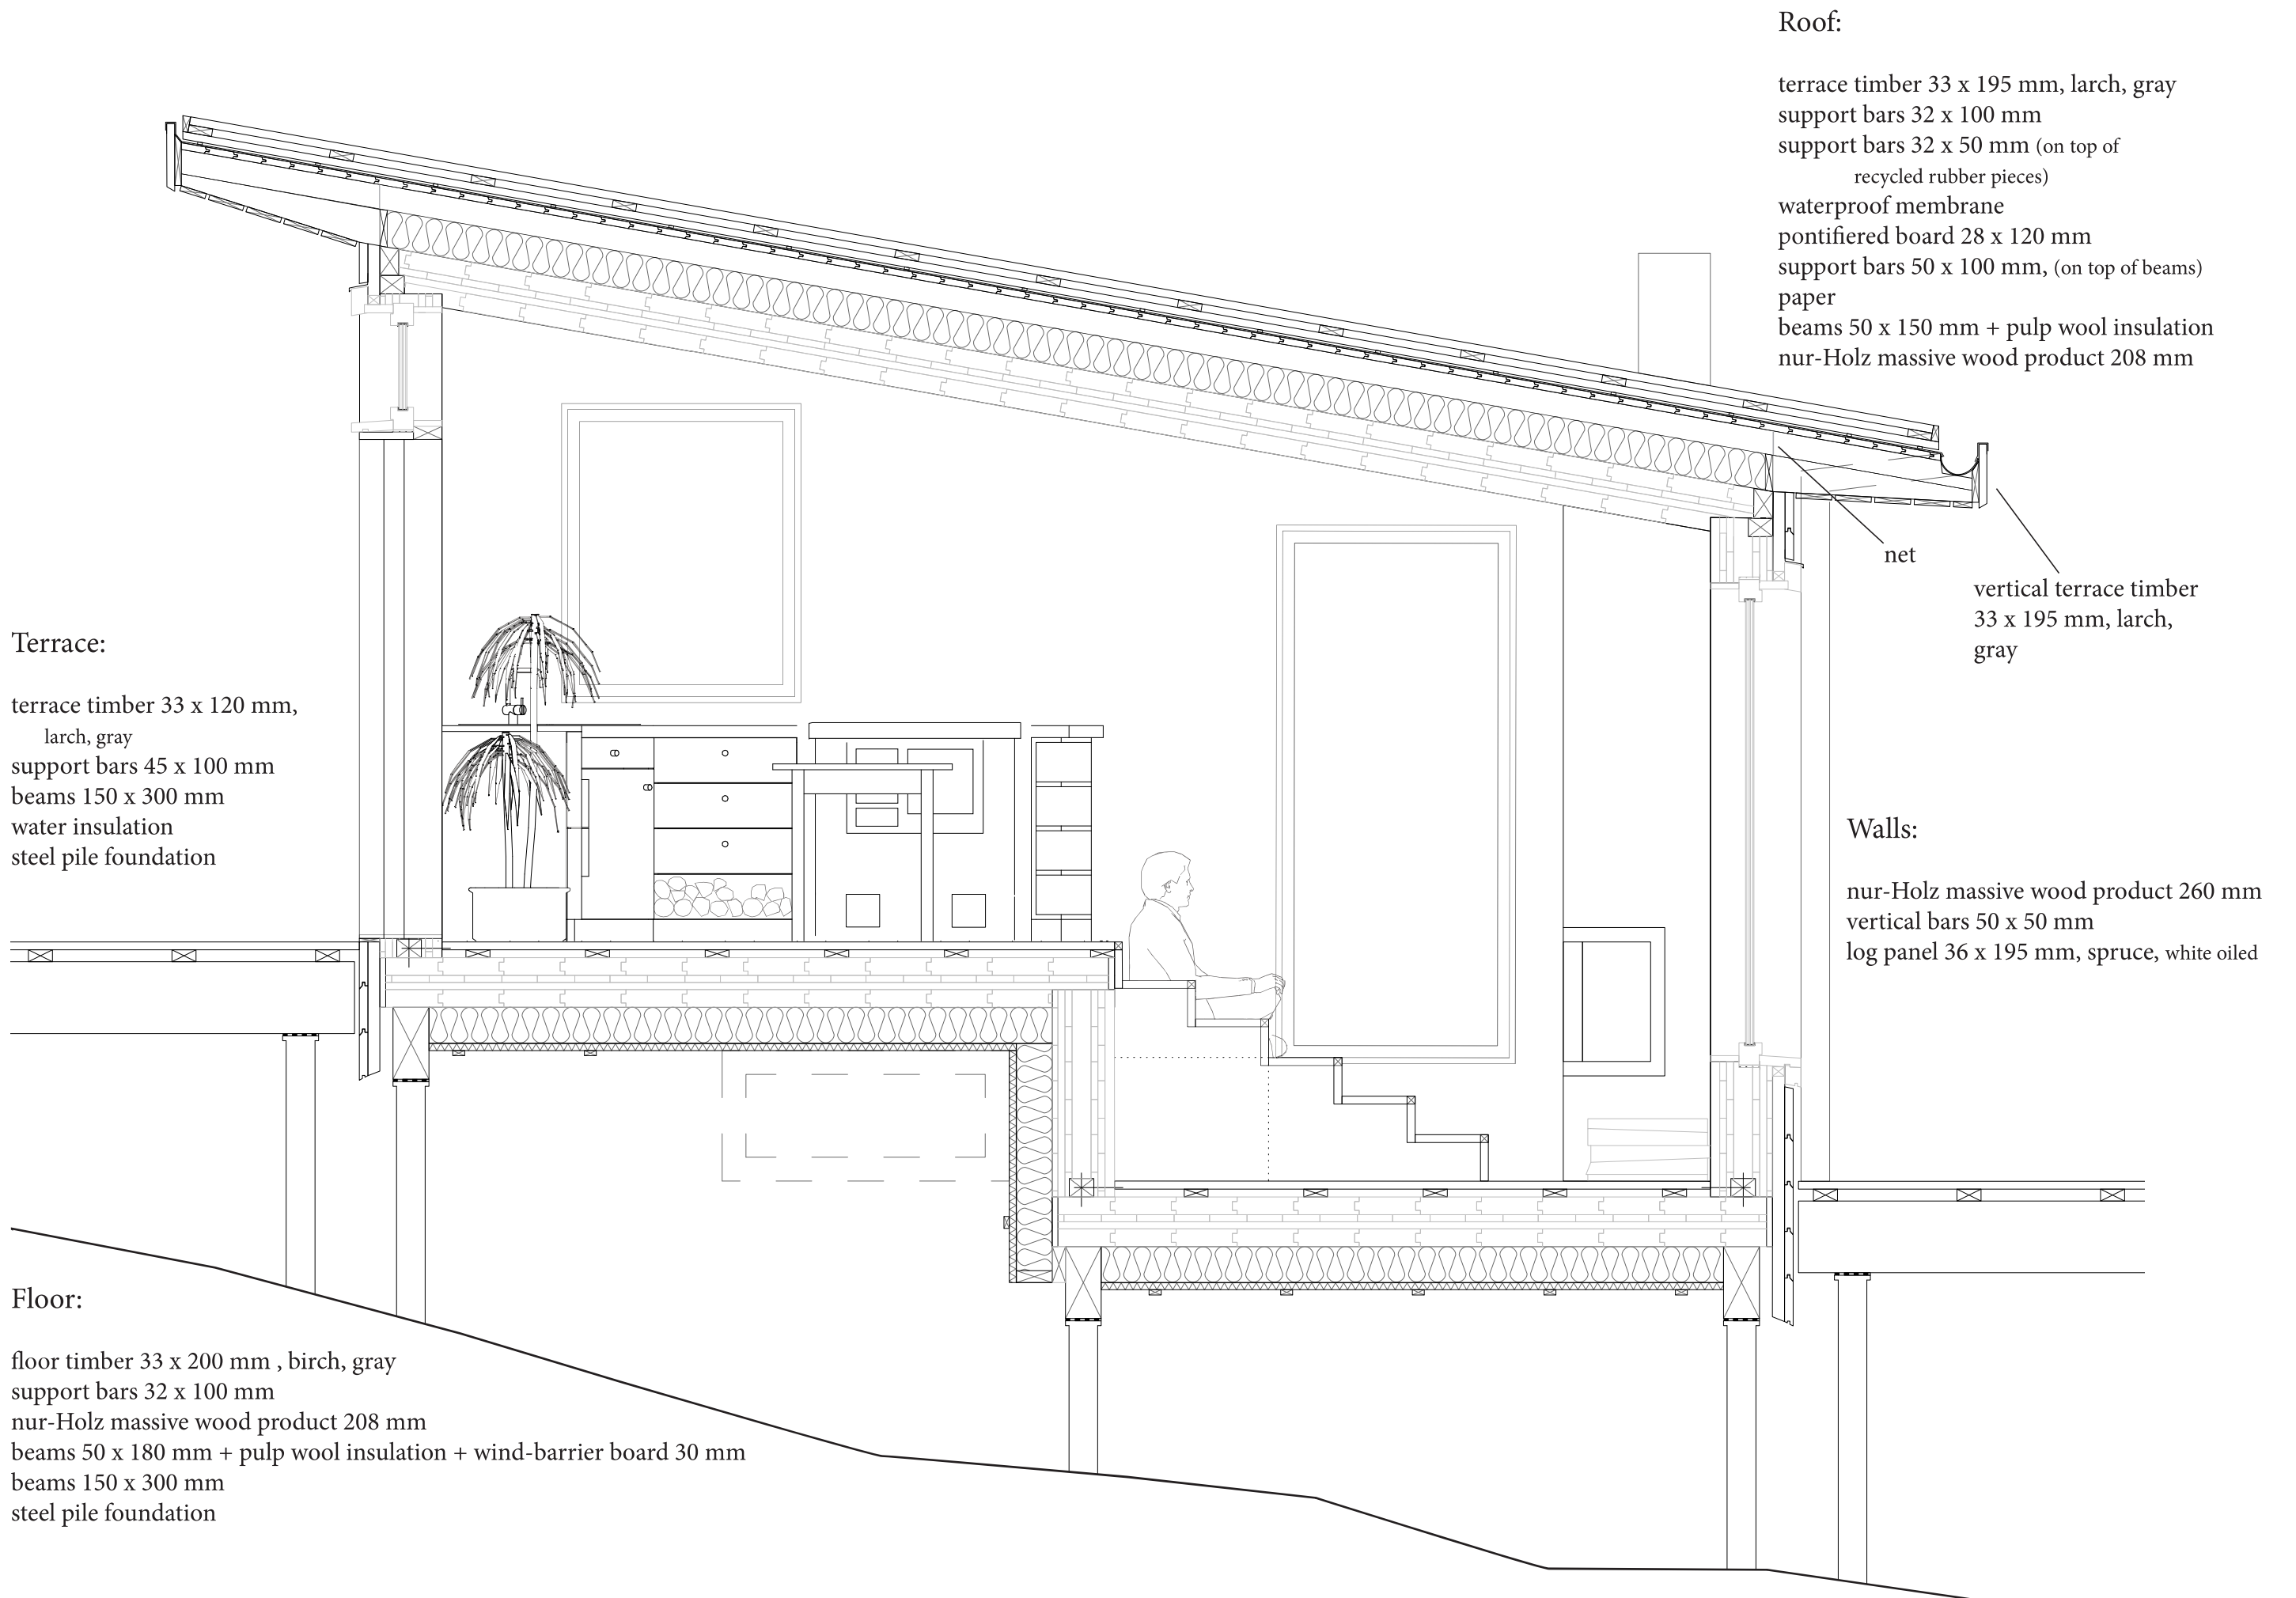 Roof:
terrace timber 33 x 195 mm, larch, gray
support bars 32 x 100 mm
support bars 32 x 50 mm (on top of
recycled rubber pieces)
waterproof membrane
pontifiered board 28 x 120 mm
support bars 50 x 100 mm, (on top of beams)
paper
beams 50 x 150 mm + pulp wool insulation
nur-Holz massive wood product 208 mm
net
vertical terrace timber
33 x 195 mm, larch,
gray
Terrace:
terrace timber 33 x 120 mm,
larch, gray
support bars 45 x 100 mm
beams 150 x 300 mm
water insulation
steel pile foundation
Walls:
nur-Holz massive wood product 260 mm
vertical bars 50 x 50 mm
log panel 36 x 195 mm, spruce, white oiled
Floor:
floor timber 33 x 200 mm , birch, gray
support bars 32 x 100 mm
nur-Holz massive wood product 208 mm
beams 50 x 180 mm + pulp wool insulation + wind-barrier board 30 mm
beams 150 x 300 mm
steel pile foundation